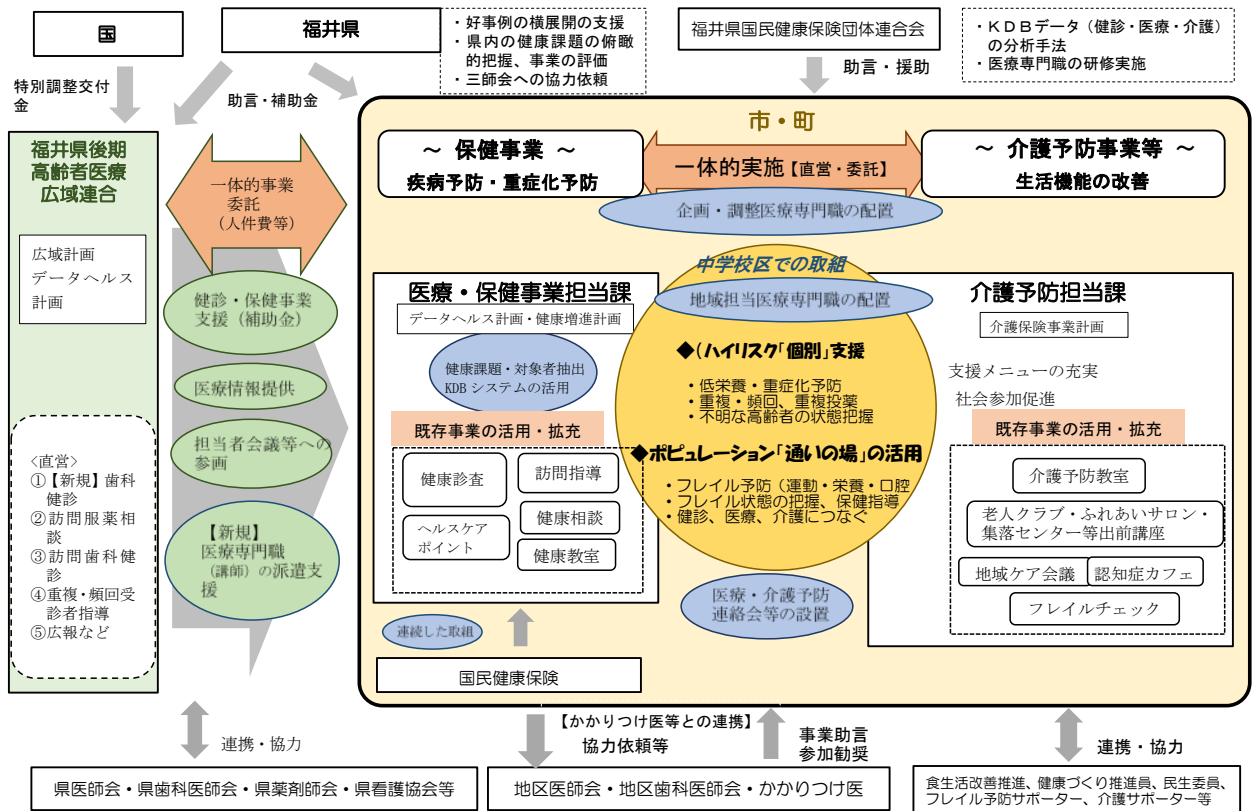 国
福井県
・好事例の横展開の支援
・県内の健康課題の俯瞰
的把握、事業の評価
・三師会への協力依頼
福井県国民健康保険団体連合会
・KDBデータ（健診・医療・介護）
の分析手法
・医療専門職の研修実施
特別調整交付
金
助言・補助金
助言・援助
福井県後期
高齢者医療
広域連合
広域計画
データヘルス
計画
<直営>
①【新規】歯科
健診
②訪問服薬相
談
③訪問歯科健
診
④重複・頻回受
診者指導
⑤広報など
一体的事業
委託
（人件費等）
健診・保健事業
支援（補助金）
医療情報提供
担当者会議等への
参画
【新規】
医療専門職
（講師）の派遣支
援
市・町
～ 保健事業 ～
疾病予防・重症化予防
一体的実施【直営・委託】
～ 介護予防事業等 ～
生活機能の改善
企画・調整医療専門職の配置
医療・保健事業担当課
データヘルス計画・健康増進計画
健康課題・対象者抽出
KDBシステムの活用
既存事業の活用・拡充
健康診査
訪問指導
ヘルスケア
ポイント
健康相談
健康教室
連続した取組
国民健康保険
中学校区での取組
地域担当医療専門職の配置
◆（ハイリスク「個別」支援
・低栄養・重症化予防
・重複・頻回、重複投薬
・不明な高齢者の状態把握
◆ポピュレーション「通いの場」の活用
・フレイル予防（運動・栄養・口腔
・フレイル状態の把握、保健指導
・健診、医療、介護につなぐ
医療・介護予防
連絡会等の設置
介護予防担当課
介護保険事業計画
支援メニューの充実
社会参加促進
既存事業の活用・拡充
介護予防教室
老人クラブ・ふれあいサロン・
集落センター等出前講座
地域ケア会議
認知症カフェ
フレイルチェック
連携・協力
【かかりつけ医等との連携】
協力依頼等
事業助言
参加勧奨
連携・協力
県医師会・県歯科医師会・県薬剤師会・県看護協会等
地区医師会・地区歯科医師会・かかりつけ医
食生活改善推進、健康づくり推進員、民生委員、
フレイル予防サポーター、介護サポーター等